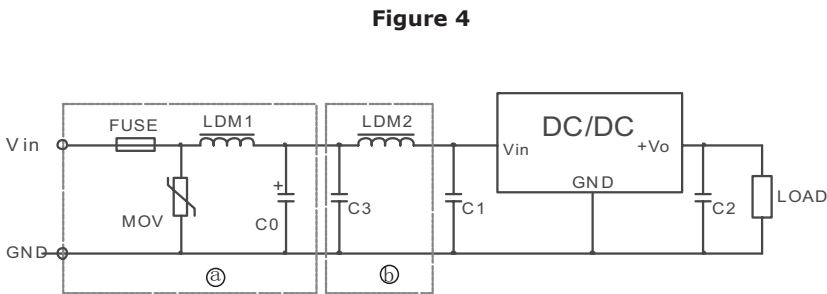 Figure 4
FUSE
LDM1
LDM2
DC/DC
Vin
Vin
+Vo
GND
MOV
+
C0
C3
C1
C2
LOAD
GND
ⓐ
ⓑ